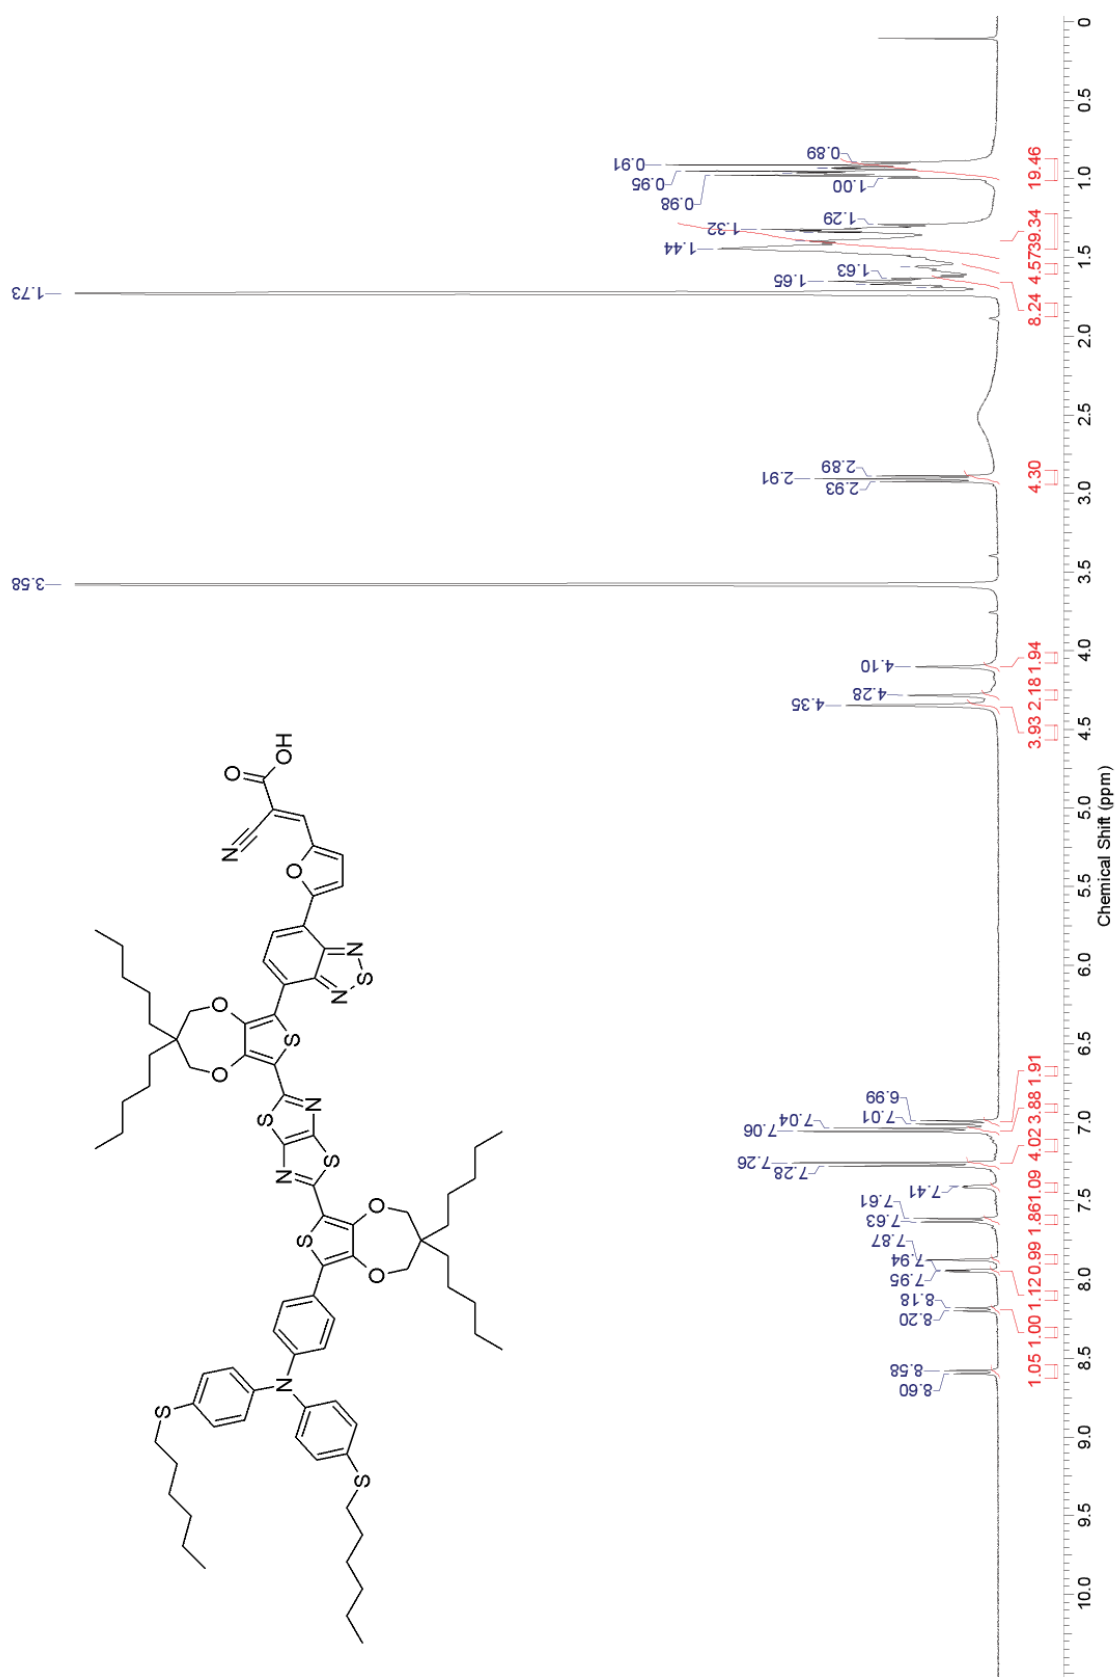 1.73
3.58
0.91
0.95
0.98
1.32
1.44
2.91
4.35
7.06
7.04
7.26
7.28
8.60
8.58
8.20
8.18
7.95
7.94
7.87
7.63
7.61
7.41
7.01
6.99
4.28
4.10
2.93
2.89
1.65
1.63
1.29
1.00
0.89
S
S
N
S
O
O
N
S
S
N
S
O
O
N
S
N
O
N
O
OH
1.05 1.00 1.12 0.99 1.86 1.09 4.02 3.88 1.91 3.93 2.18 1.94 4.30 8.24 4.57 39.34 19.46
10.0 9.5 9.0 8.5 8.0 7.5 7.0 6.5 6.0 5.5 5.0 4.5 4.0 3.5 3.0 2.5 2.0 1.5 1.0 0.5 0
Chemical Shift (ppm)